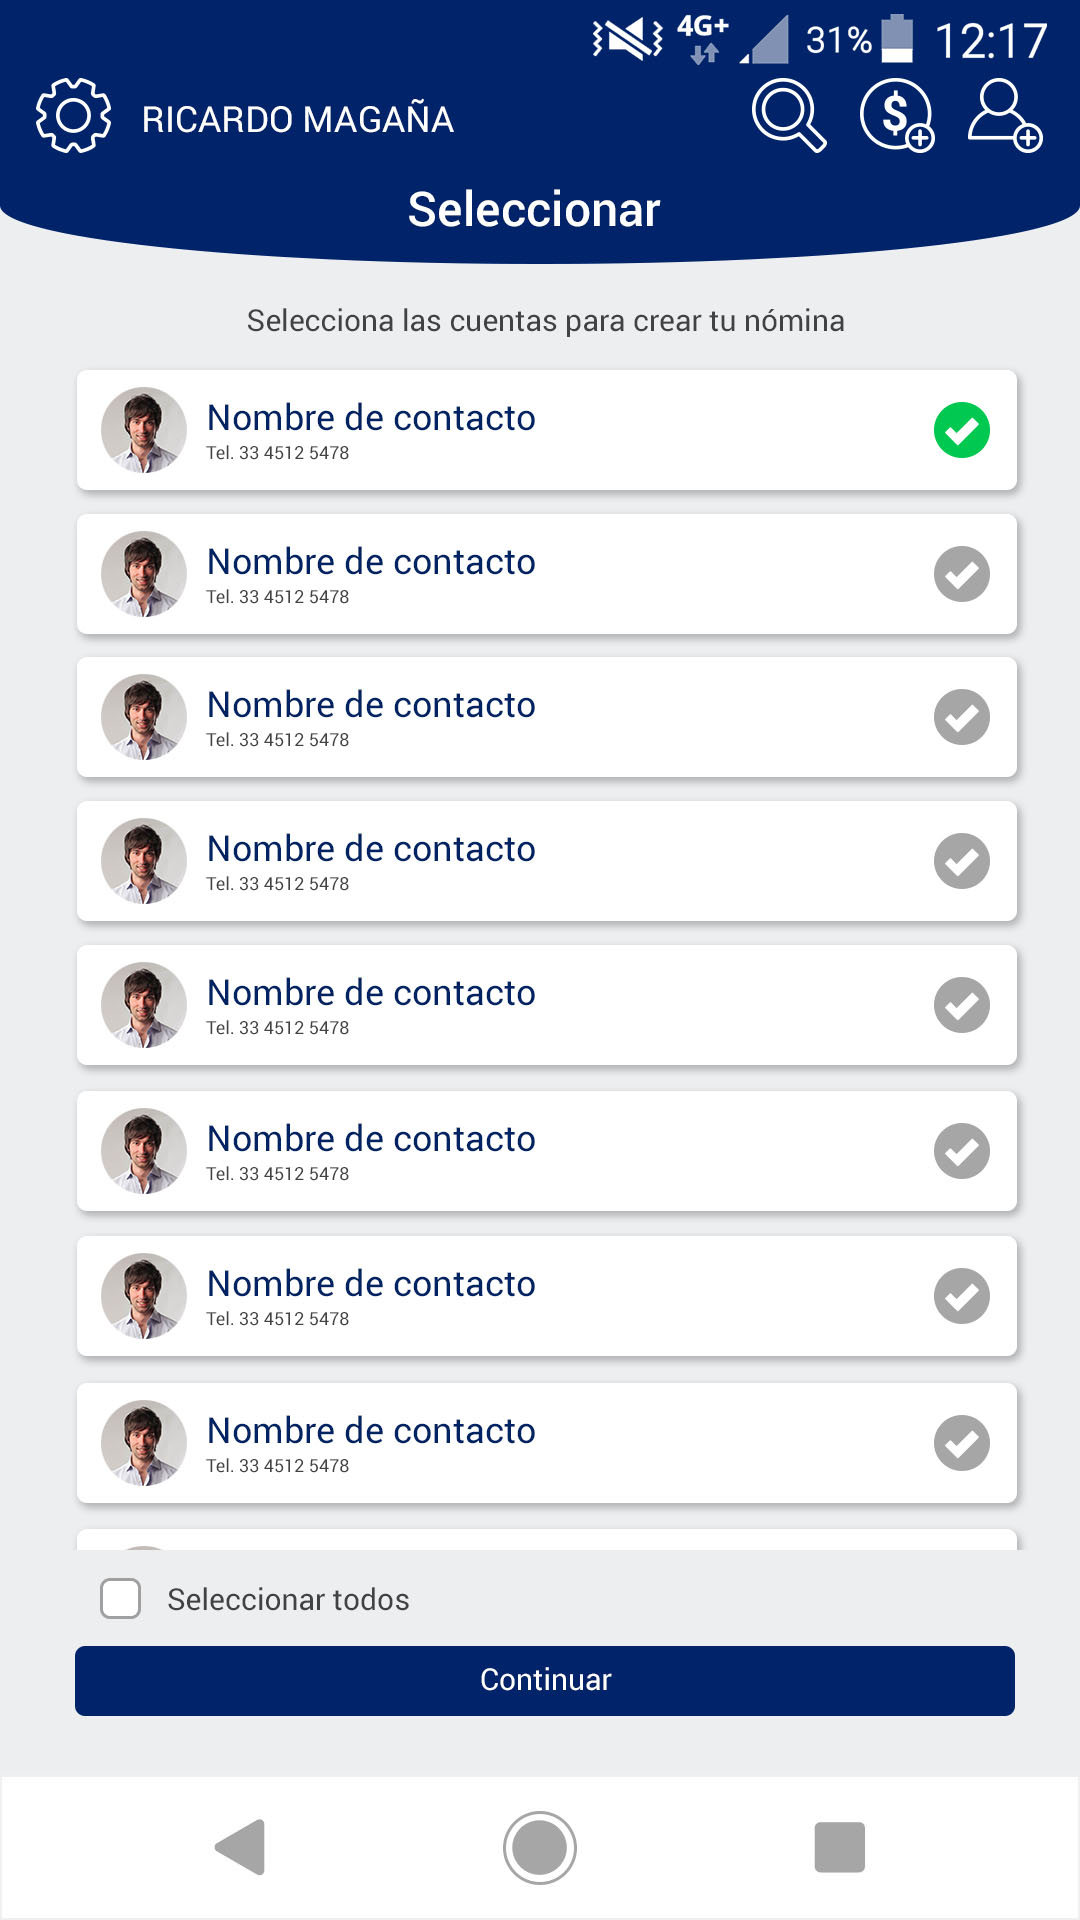 4G+ 31% 12:17
RICARDO MAGAÑA
Seleccionar
Selecciona las cuentas para crear tu nómina
Nombre de contacto
Tel. 33 4512 5478
Nombre de contacto
Tel. 33 4512 5478
Nombre de contacto
Tel. 33 4512 5478
Nombre de contacto
Tel. 33 4512 5478
Nombre de contacto
Tel. 33 4512 5478
Nombre de contacto
Tel. 33 4512 5478
Nombre de contacto
Tel. 33 4512 5478
Nombre de contacto
Tel. 33 4512 5478
Seleccionar todos
Continuar